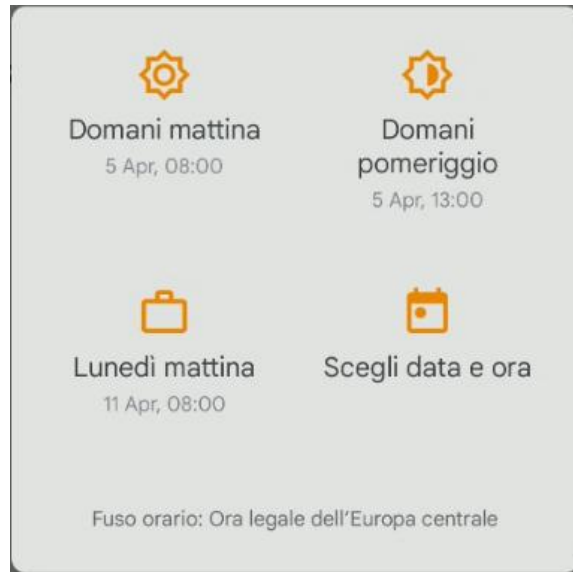 Domani mattina
5 Apr, 08:00
Domani
pomeriggio
5 Apr, 13:00
Lunedì mattina
11 Apr, 08:00
Scegli data e ora
Fuso orario: Ora legale dell'Europa centrale